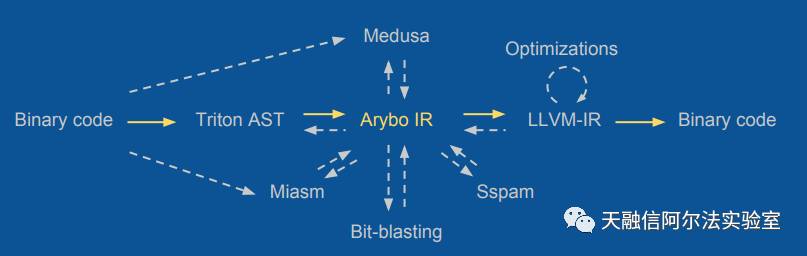 Medusa
Optimizations
Binary code
Triton AST
Arybo IR
LLVM-IR
Binary code
Miasm
Sspam
Bit-blasting
天融信阿尔法实验室